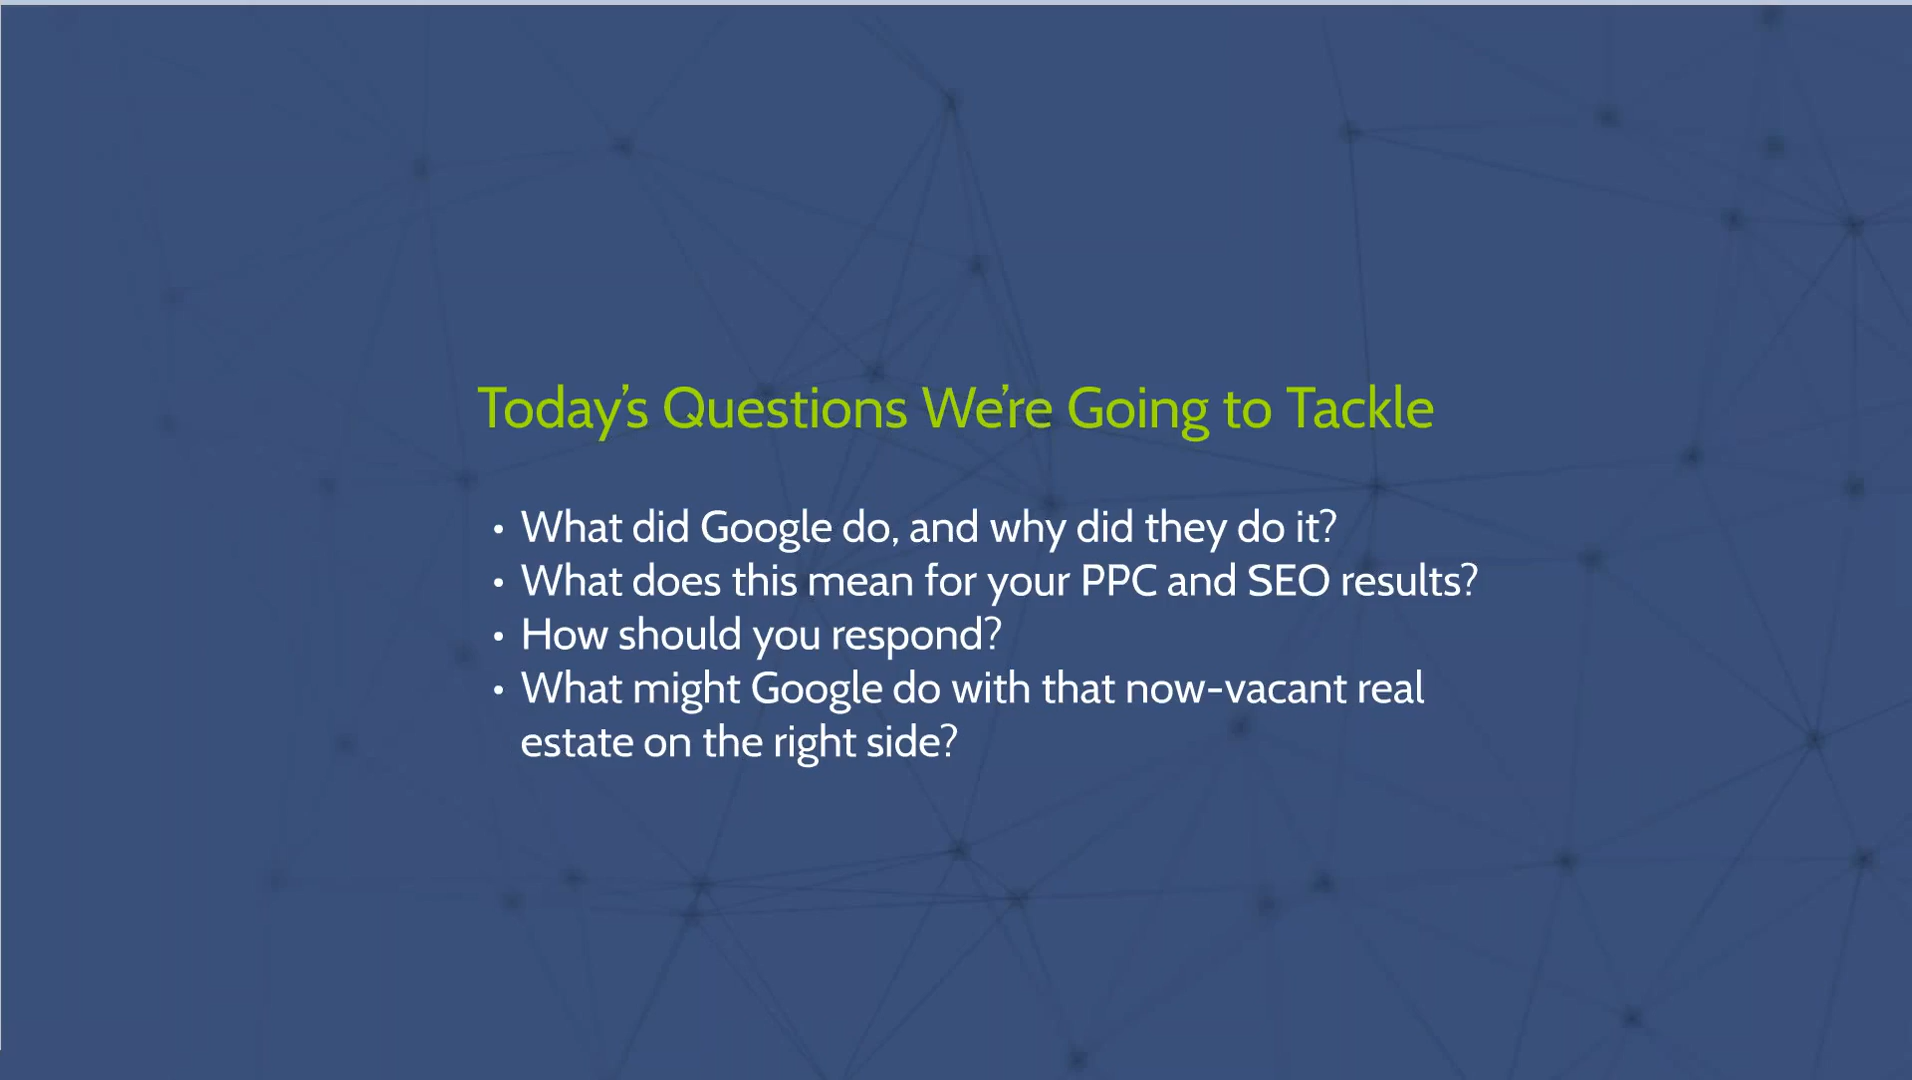 Today's Questions We're Going to Tackle
• What did Google do, and why did they do it?
• What does this mean for your PPC and SEO results?
• How should you respond?
• What might Google do with that now-vacant real
estate on the right side?